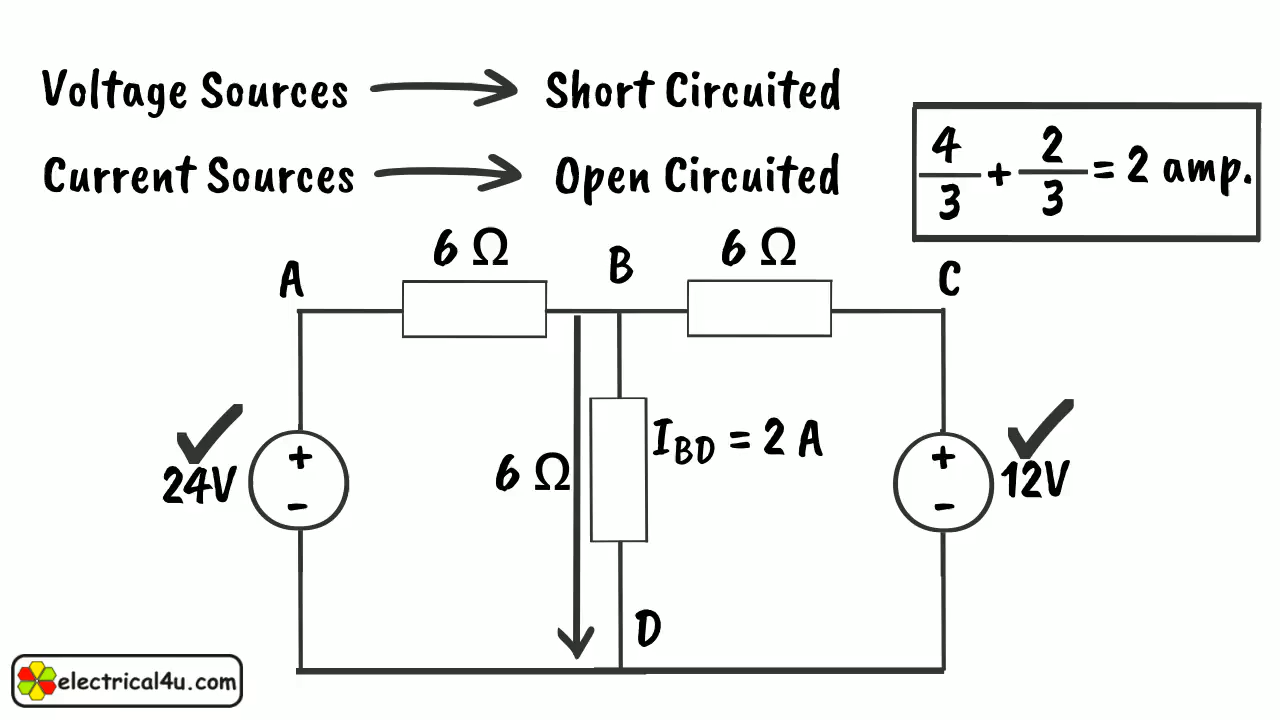 Voltage Sources → Short Circuited
Current Sources → Open Circuited
4/3 + 2/3 = 2 amp.
6 Ω
6 Ω
A
B
C
24V
+
-
6 Ω
I_BD = 2 A
+
-
12V
D
electrical4u.com